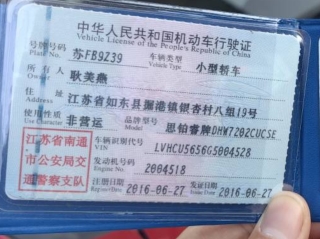 中华人民共和国机动车行驶证
Vehicle License of the People's Republic of China
号牌号码 苏FB9Z39 车辆类型 小型轿车
Plate No. Vehicle Type
所有人 耿美燕
Owner
住址 江苏省如东县掘港镇银杏村八组19号
Address
使用性质 非营运 品牌型号 思铂睿牌DHW7202CUCSE
Use Character Model
江苏省南通
市公安局交
通警察支队
车辆识别代号 LVHCU5656G5004528
VIN
发动机号码 2004518
Engine No.
注册日期 2016-06-27 发证日期 2016-06-27
Register Date Issue Date